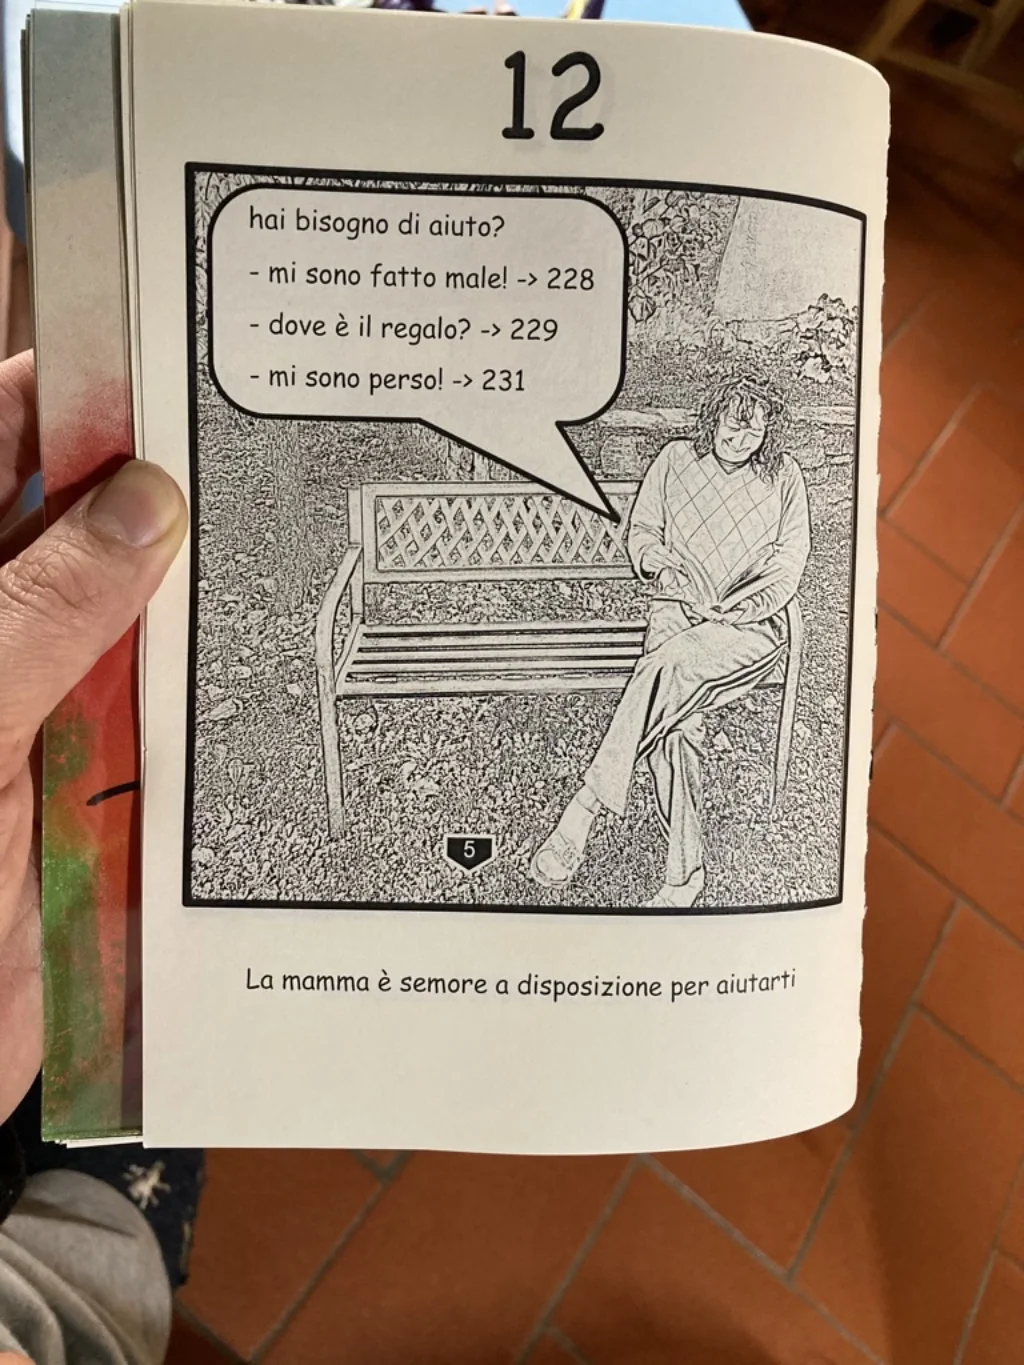 12
hai bisogno di aiuto?
- mi sono fatto male! -> 228
- dove è il regalo? -> 229
- mi sono perso! -> 231
5
La mamma è semore a disposizione per aiutarti